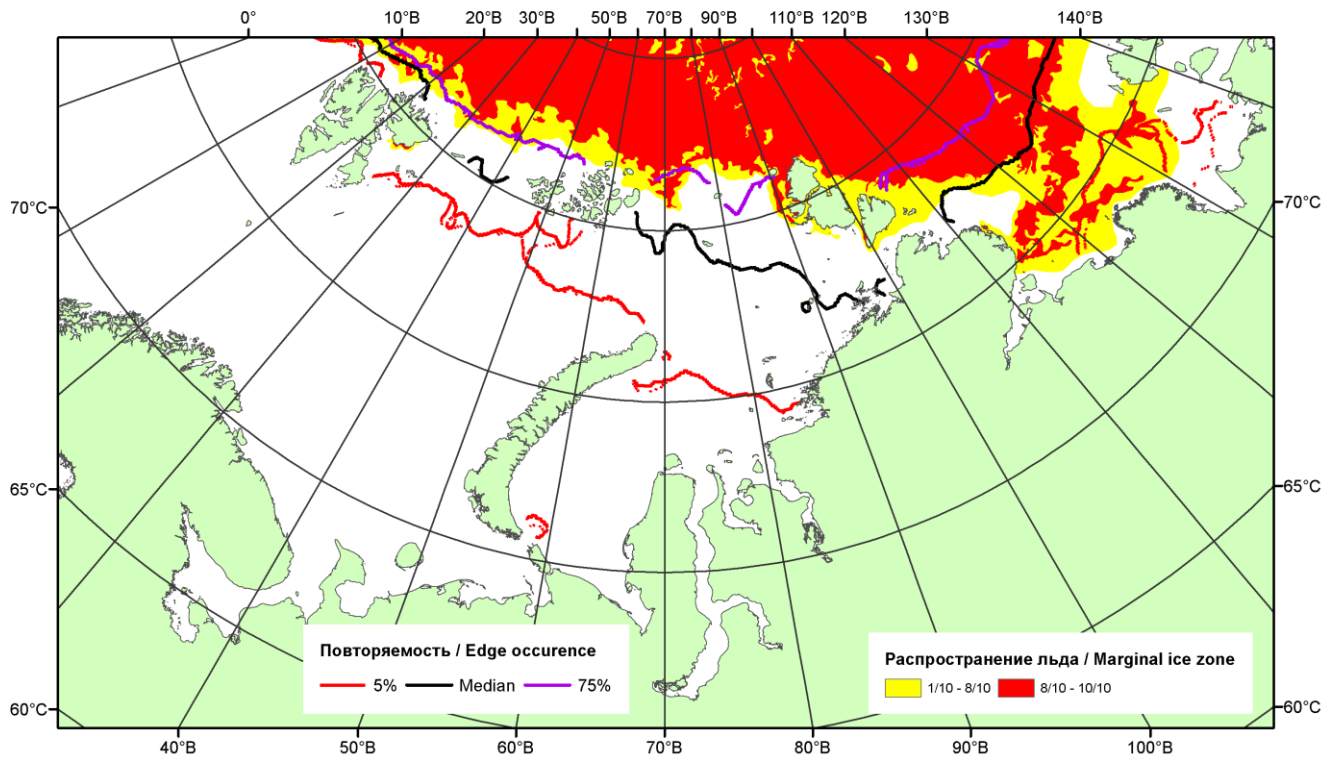 0° 10°В 20°В 30°В 50°В 70°В 90°В 110°В 120°В 130°В 140°В
70°С 70°С
65°С 65°С
60°С 60°С
Повторяемость / Edge occurence
5% Median 75%
Распространение льда / Marginal ice zone
1/10 - 8/10 8/10 - 10/10
40°В 50°В 60°В 70°В 80°В 90°В 100°В